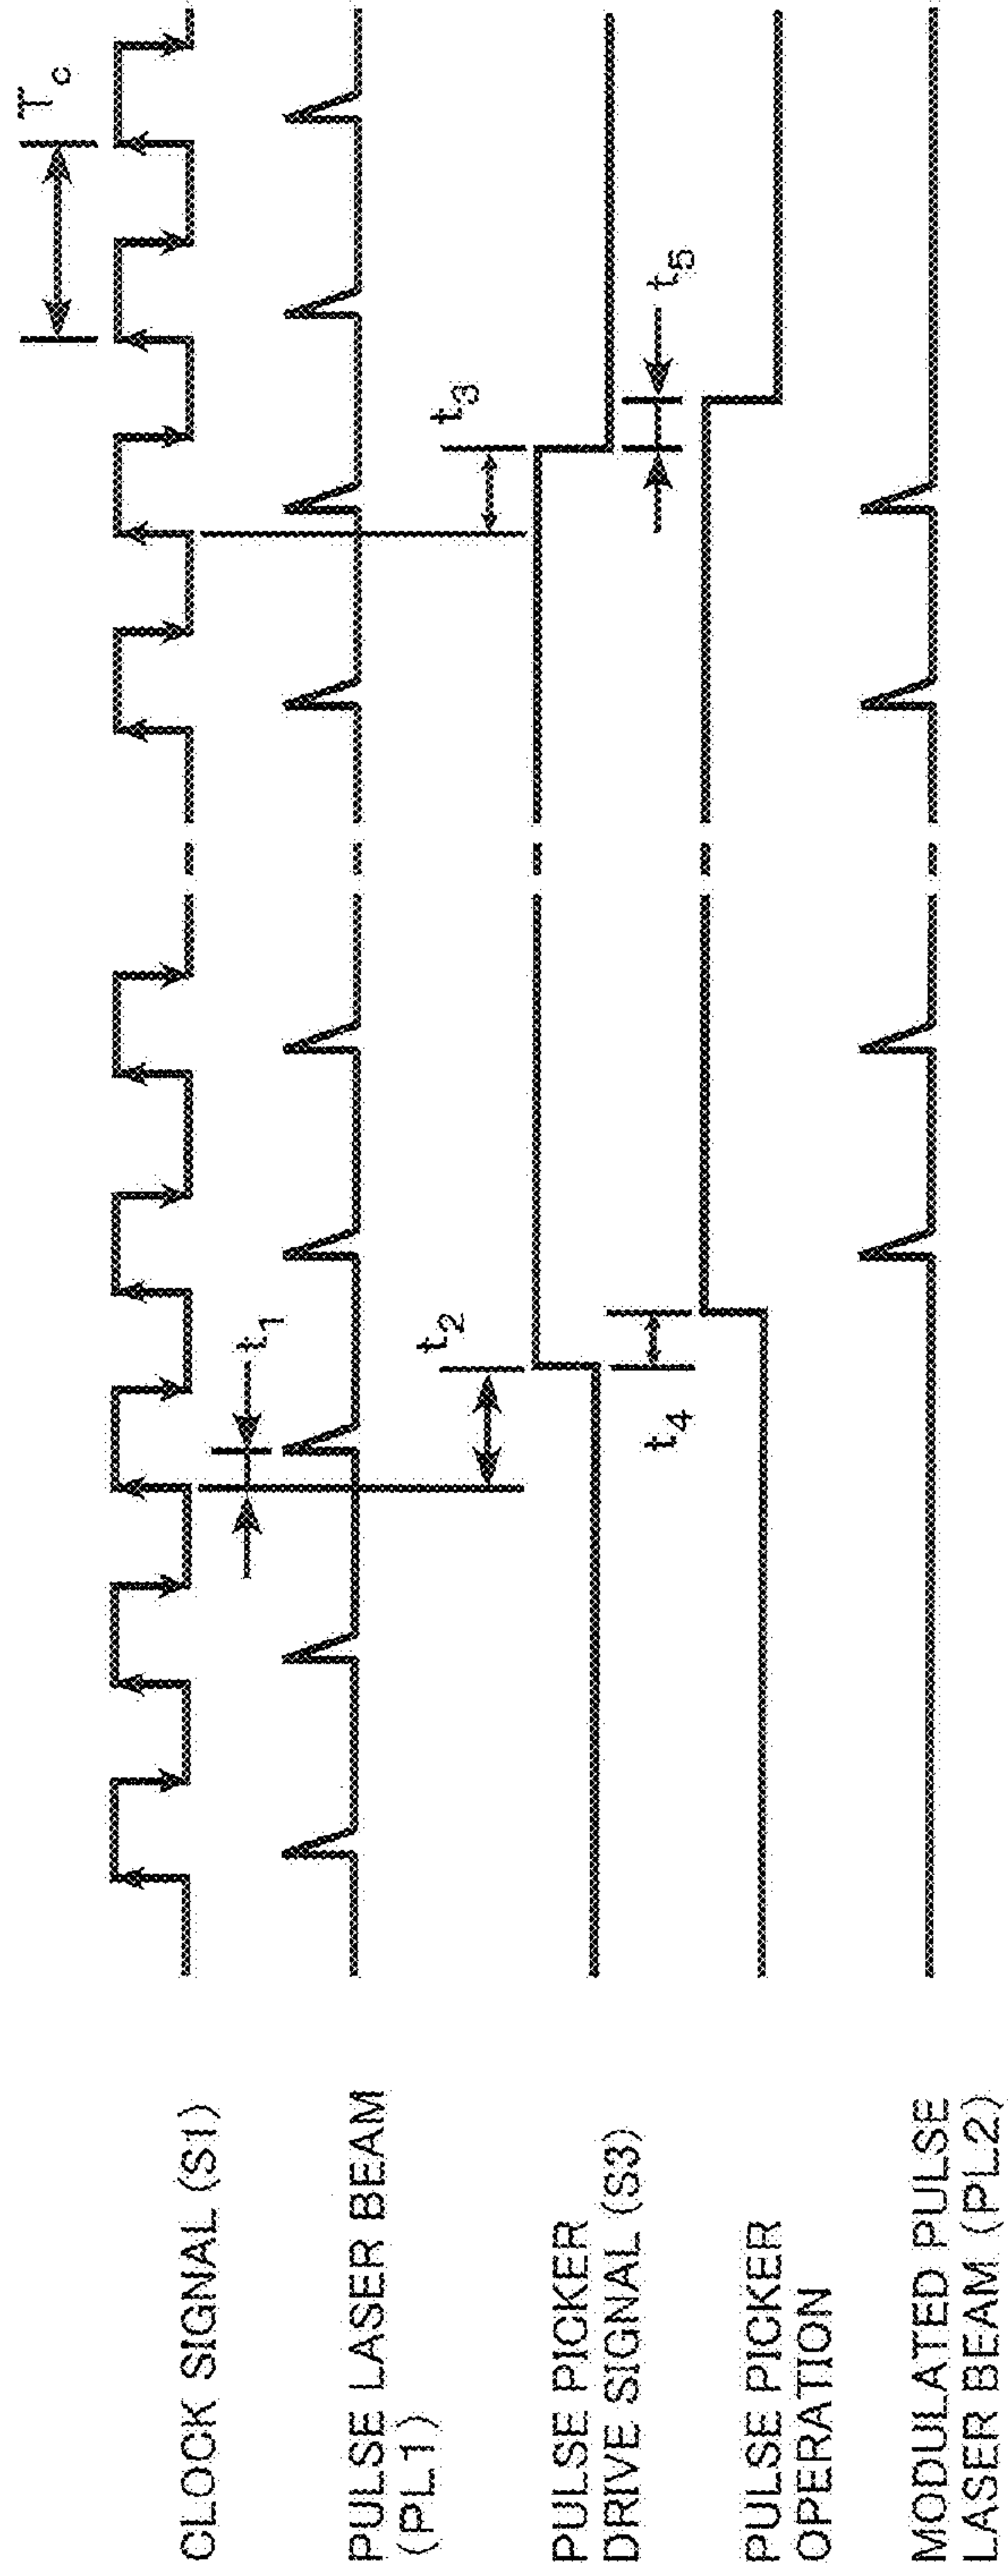 CLOCK SIGNAL (S1)
PULSE LASER BEAM
(PL1)
PULSE PICKER
DRIVE SIGNAL (S3)
PULSE PICKER
OPERATION
MODULATED PULSE
LASER BEAM (PL2)
Tc
t1
t2
t3
t4
t5